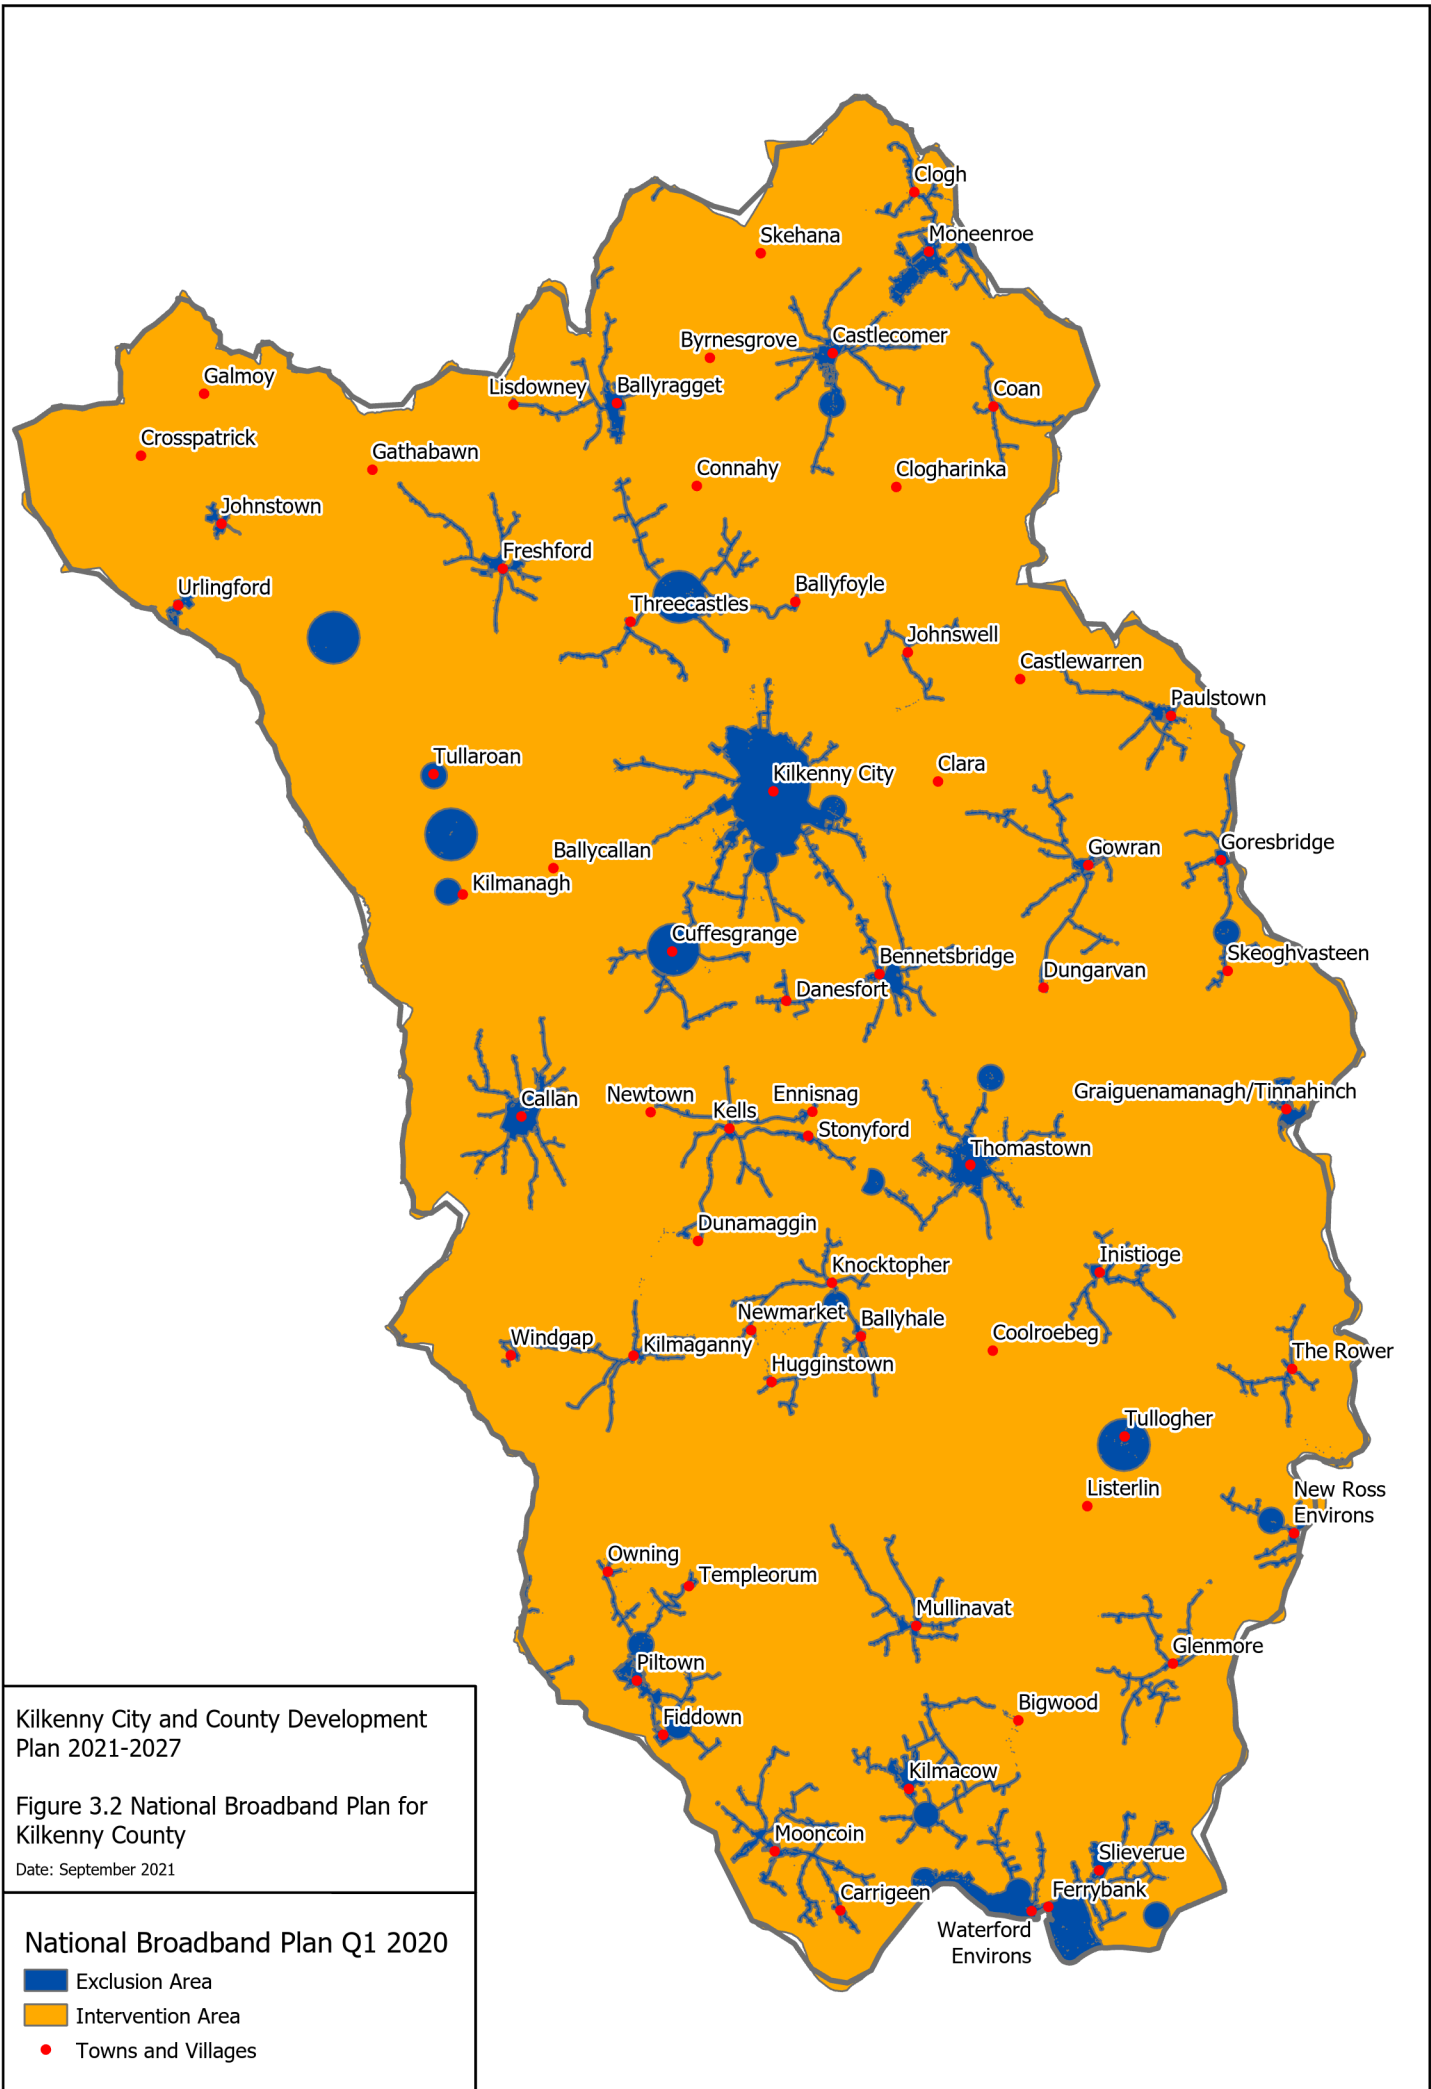 Clogh
Moneenroe
Skehana
Castlecomer
Byrnesgrove
Galmoy
Lisdowney
Ballyragget
Coan
Crosspatrick
Gathabawn
Connahy
Clogharinka
Johnstown
Freshford
Urlingford
Threecastles
Ballyfoyle
Johnswell
Castlewarren
Paulstown
Tullaroan
Kilkenny City
Clara
Ballycallan
Gowran
Goresbridge
Kilmanagh
Cuffesgrange
Bennetsbridge
Skeoghvasteen
Dungarvan
Danesfort
Callan
Newtown
Kells
Ennisnag
Graiguenamanagh/Tinnahinch
Stonyford
Thomastown
Dunamaggin
Knocktopher
Inistioge
Newmarket
Ballyhale
Windgap
Kilmaganny
Coolroebeg
Hugginstown
The Rower
Tullogher
Listerlin
New Ross
Environs
Owning
Templeorum
Mullinavat
Glenmore
Piltown
Fiddown
Bigwood
Kilmacow
Mooncoin
Slieverue
Carrigeen
Ferrybank
Waterford
Environs
Kilkenny City and County Development
Plan 2021-2027
Figure 3.2 National Broadband Plan for
Kilkenny County
Date: September 2021
National Broadband Plan Q1 2020
Exclusion Area
Intervention Area
Towns and Villages